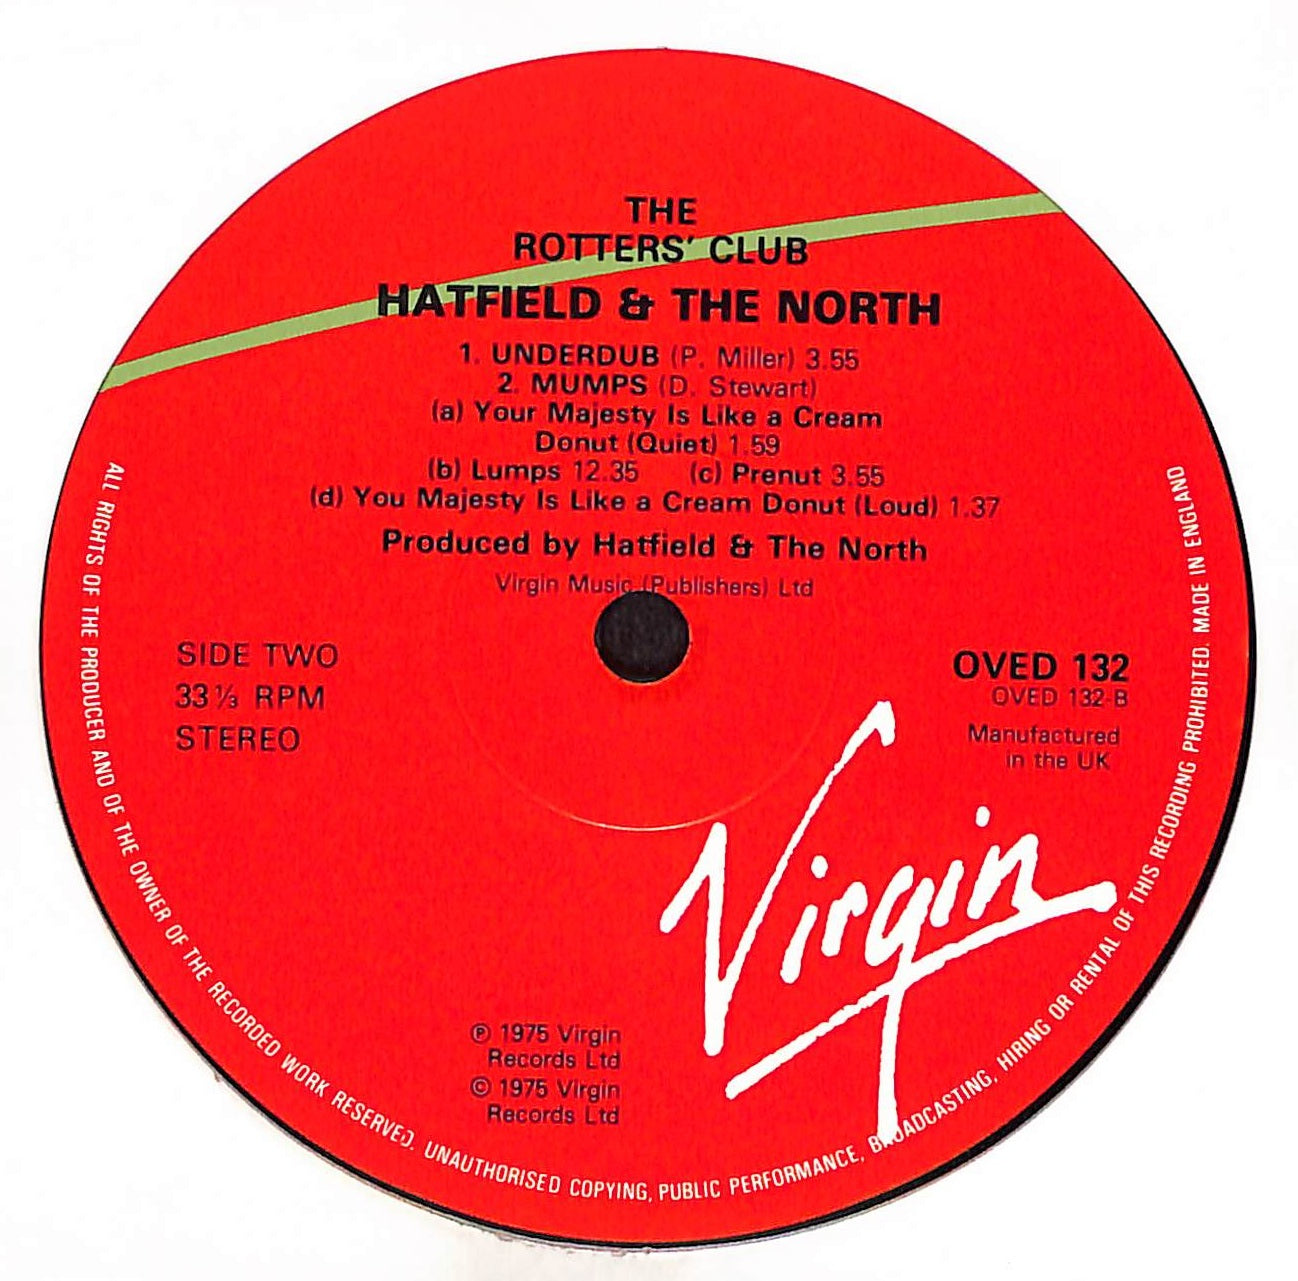 THE
ROTTERS' CLUB
HATFIELD & THE NORTH
1. UNDERDUB (P. Miller) 3.55
2. MUMPS (D. Stewart)
(a) Your Majesty Is Like a Cream
Donut (Quiet) 1.59
(b) Lumps 12.35 (c) Prenut 3.55
(d) You Majesty Is Like a Cream Donut (Loud) 1.37
Produced by Hatfield & The North
Virgin Music (Publishers) Ltd
SIDE TWO
33⅓ RPM
STEREO
OVED 132
OVED 132-B
Manufactured
in the UK
Virgin
℗ 1975 Virgin
Records Ltd
© 1975 Virgin
Records Ltd
ALL RIGHTS OF THE PRODUCER AND OF THE OWNER OF THE RECORDED WORK RESERVED. UNAUTHORISED COPYING, PUBLIC PERFORMANCE, BROADCASTING, HIRING OR RENTAL OF THIS RECORDING PROHIBITED. MADE IN ENGLAND